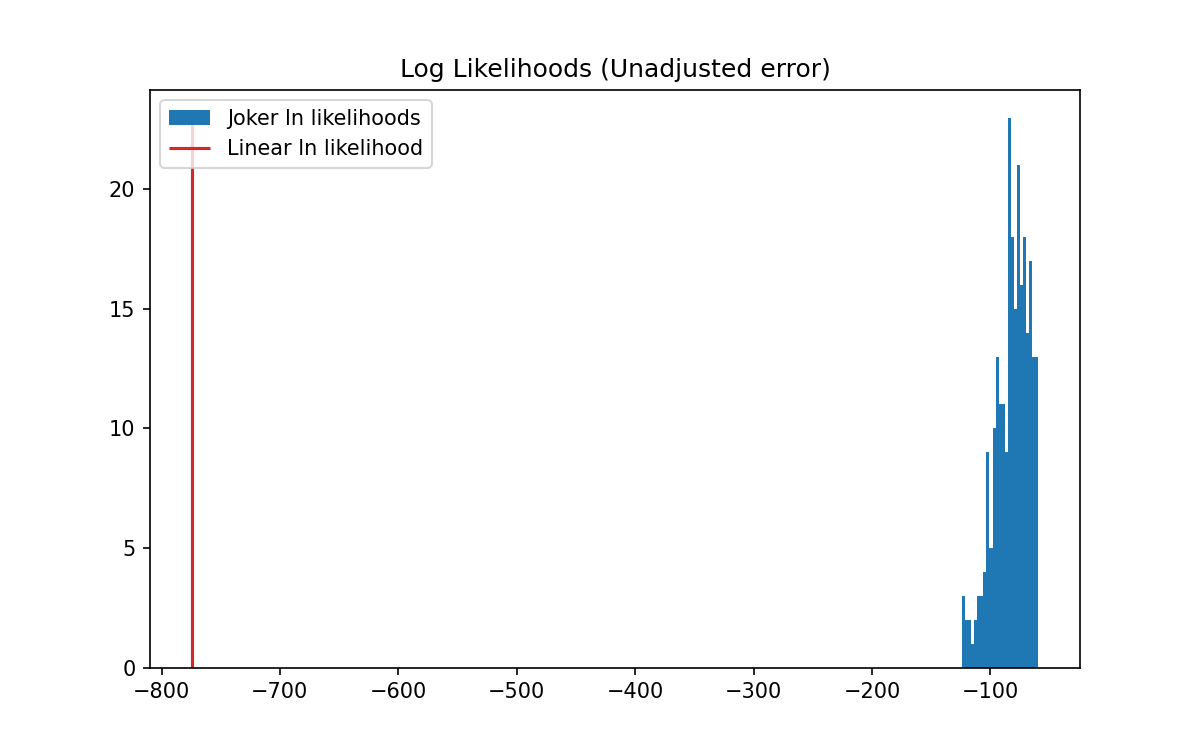 Log Likelihoods (Unadjusted error)
Joker ln likelihoods
Linear ln likelihood
20
15
10
5
0
−800 −700 −600 −500 −400 −300 −200 −100